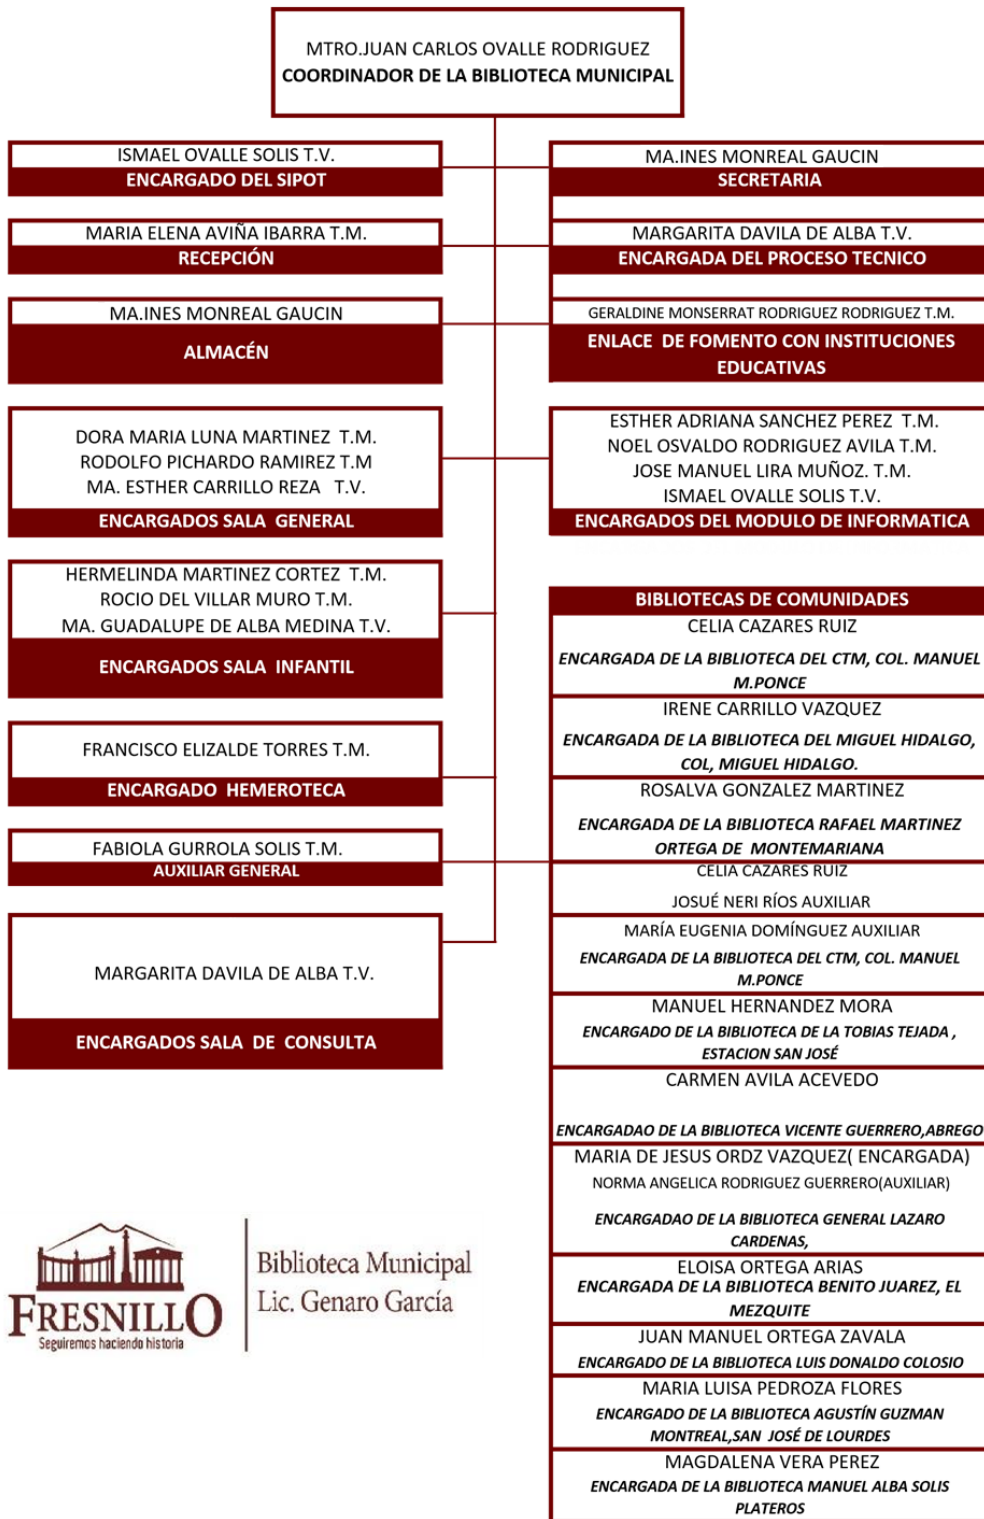 MTRO.JUAN CARLOS OVALLE RODRIGUEZ
COORDINADOR DE LA BIBLIOTECA MUNICIPAL
ISMAEL OVALLE SOLIS T.V.
ENCARGADO DEL SIPOT
MA.INES MONREAL GAUCIN
SECRETARIA
MARIA ELENA AVIÑA IBARRA T.M.
RECEPCIÓN
MARGARITA DAVILA DE ALBA T.V.
ENCARGADA DEL PROCESO TECNICO
MA.INES MONREAL GAUCIN
ALMACÉN
GERALDINE MONSERRAT RODRIGUEZ RODRIGUEZ T.M.
ENLACE DE FOMENTO CON INSTITUCIONES
EDUCATIVAS
DORA MARIA LUNA MARTINEZ T.M.
RODOLFO PICHARDO RAMIREZ T.M
MA. ESTHER CARRILLO REZA T.V.
ENCARGADOS SALA GENERAL
ESTHER ADRIANA SANCHEZ PEREZ T.M.
NOEL OSVALDO RODRIGUEZ AVILA T.M.
JOSE MANUEL LIRA MUÑOZ. T.M.
ISMAEL OVALLE SOLIS T.V.
ENCARGADOS DEL MODULO DE INFORMATICA
HERMELINDA MARTINEZ CORTEZ T.M.
ROCIO DEL VILLAR MURO T.M.
MA. GUADALUPE DE ALBA MEDINA T.V.
ENCARGADOS SALA INFANTIL
FRANCISCO ELIZALDE TORRES T.M.
ENCARGADO HEMEROTECA
FABIOLA GURROLA SOLIS T.M.
AUXILIAR GENERAL
MARGARITA DAVILA DE ALBA T.V.
ENCARGADOS SALA DE CONSULTA
BIBLIOTECAS DE COMUNIDADES
CELIA CAZARES RUIZ
ENCARGADA DE LA BIBLIOTECA DEL CTM, COL. MANUEL
M.PONCE
IRENE CARRILLO VAZQUEZ
ENCARGADA DE LA BIBLIOTECA DEL MIGUEL HIDALGO,
COL, MIGUEL HIDALGO.
ROSALVA GONZALEZ MARTINEZ
ENCARGADA DE LA BIBLIOTECA RAFAEL MARTINEZ
ORTEGA DE MONTEMARIANA
CELIA CAZARES RUIZ
JOSUÉ NERI RÍOS AUXILIAR
MARÍA EUGENIA DOMÍNGUEZ AUXILIAR
ENCARGADA DE LA BIBLIOTECA DEL CTM, COL. MANUEL
M.PONCE
MANUEL HERNANDEZ MORA
ENCARGADO DE LA BIBLIOTECA DE LA TOBIAS TEJADA ,
ESTACION SAN JOSÉ
CARMEN AVILA ACEVEDO
ENCARGADAO DE LA BIBLIOTECA VICENTE GUERRERO,ABREGO
MARIA DE JESUS ORDZ VAZQUEZ( ENCARGADA)
NORMA ANGELICA RODRIGUEZ GUERRERO(AUXILIAR)
ENCARGADAO DE LA BIBLIOTECA GENERAL LAZARO
CARDENAS,
ELOISA ORTEGA ARIAS
ENCARGADA DE LA BIBLIOTECA BENITO JUAREZ, EL
MEZQUITE
JUAN MANUEL ORTEGA ZAVALA
ENCARGADO DE LA BIBLIOTECA LUIS DONALDO COLOSIO
MARIA LUISA PEDROZA FLORES
ENCARGADO DE LA BIBLIOTECA AGUSTÍN GUZMAN
MONTREAL,SAN JOSÉ DE LOURDES
MAGDALENA VERA PEREZ
ENCARGADA DE LA BIBLIOTECA MANUEL ALBA SOLIS
PLATEROS
FRESNILLO
Seguiremos haciendo historia
Biblioteca Municipal
Lic. Genaro García